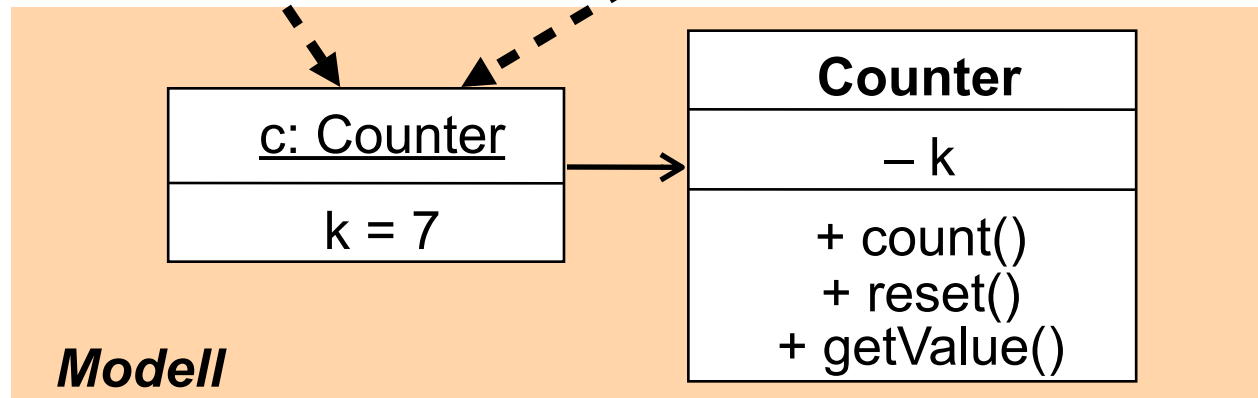 c: Counter
k = 7
Counter
– k
+ count()
+ reset()
+ getValue()
Modell